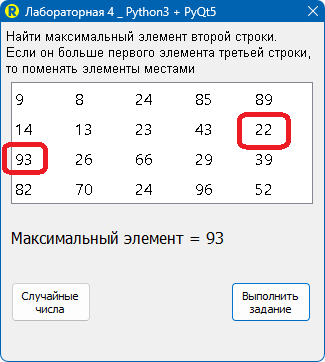 R Лабораторная 4 _ Python3 + PyQt5
Найти максимальный элемент второй строки.
Если он больше первого элемента третьей строки,
то поменять элементы местами
9 8 24 85 89
14 13 23 43 22
93 26 66 29 39
82 70 24 96 52
Максимальный элемент = 93
Случайные
числа
Выполнить
задание